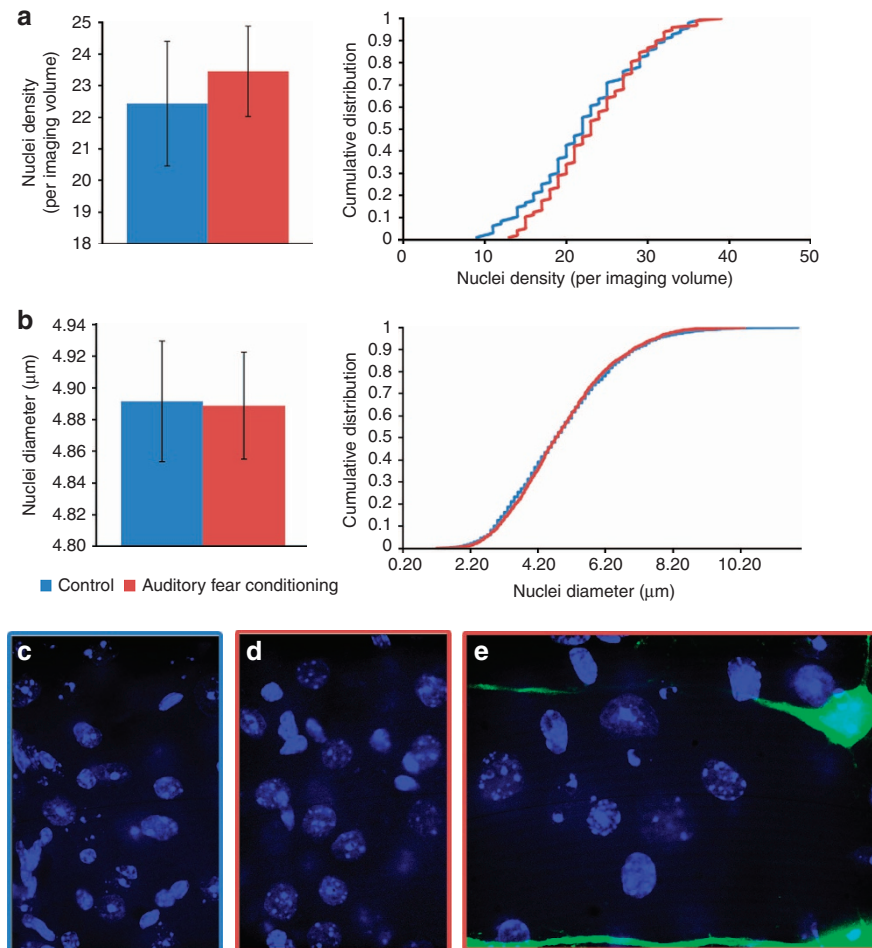 a
Nuclei density
(per imaging volume)
25
24
23
22
21
20
19
18
Cumulative distribution
1
0.9
0.8
0.7
0.6
0.5
0.4
0.3
0.2
0.1
0
0 10 20 30 40 50
Nuclei density (per imaging volume)
b
Nuclei diameter (μm)
4.94
4.92
4.90
4.88
4.86
4.84
4.82
4.80
Cumulative distribution
1
0.9
0.8
0.7
0.6
0.5
0.4
0.3
0.2
0.1
0
0.20 2.20 4.20 6.20 8.20 10.20
Nuclei diameter (μm)
Control Auditory fear conditioning
c d e